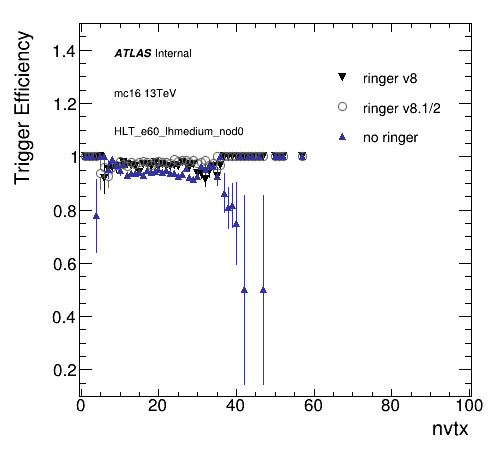 Trigger Efficiency
1.4
1.2
1
0.8
0.6
0.4
0.2
ATLAS Internal
mc16 13TeV
HLT_e60_lhmedium_nod0
ringer v8
ringer v8.1/2
no ringer
0 20 40 60 80 100
nvtx